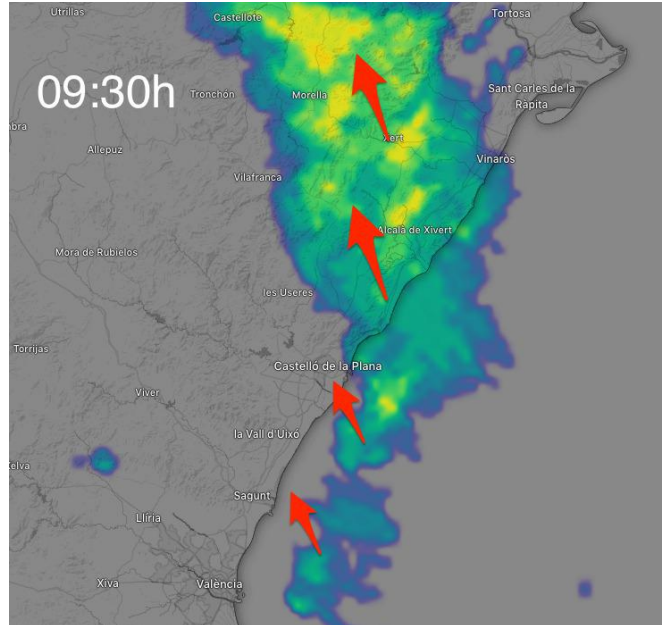 Utrillas
Castellote
Tortosa
09:30h
Tronchón
Morella
Sant Carles de la
Ràpita
Allepuz
Vinaròs
Vilafranca
Alcalà de Xivert
Mora de Rubielos
les Useres
Torrijas
Castelló de la Plana
Viver
la Vall d'Uixó
Sagunt
Llíria
Xiva
València